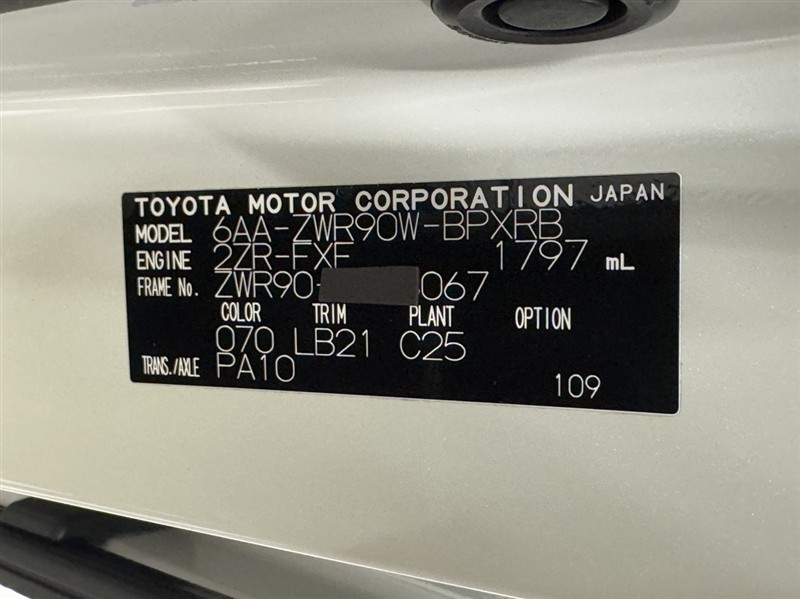 TOYOTA MOTOR CORPORATION JAPAN
MODEL 6AA-ZWR90W-BPXRB
ENGINE 2ZR-FXE 1797 mL
FRAME No. ZWR90- 067
COLOR TRIM PLANT OPTION
070 LB21 C25
TRANS./AXLE PA10
109